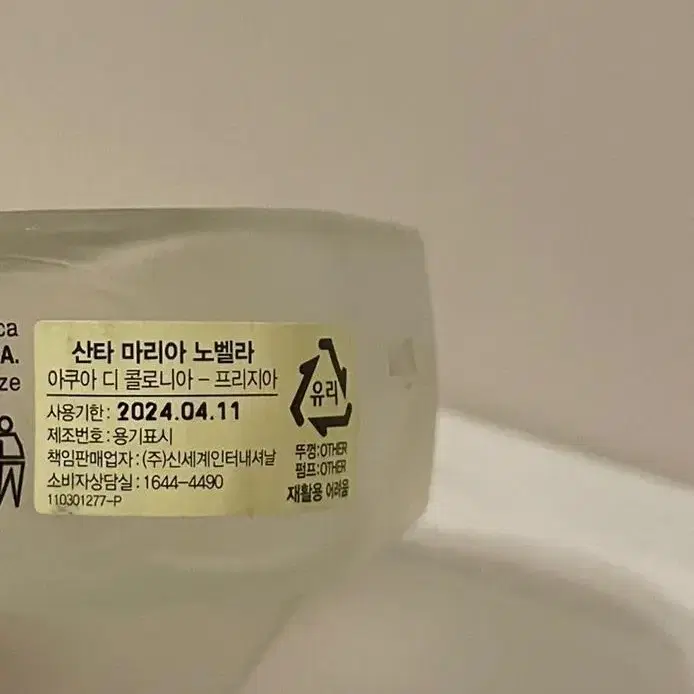 ca
A.
ze
산타 마리아 노벨라
아쿠아 디 콜로니아 - 프리지아
사용기한: 2024.04.11
제조번호: 용기표시
책임판매업자: (주)신세계인터내셔날
소비자상담실: 1644-4490
110301277-P
유리
뚜껑:OTHER
펌프:OTHER
재활용 어려움